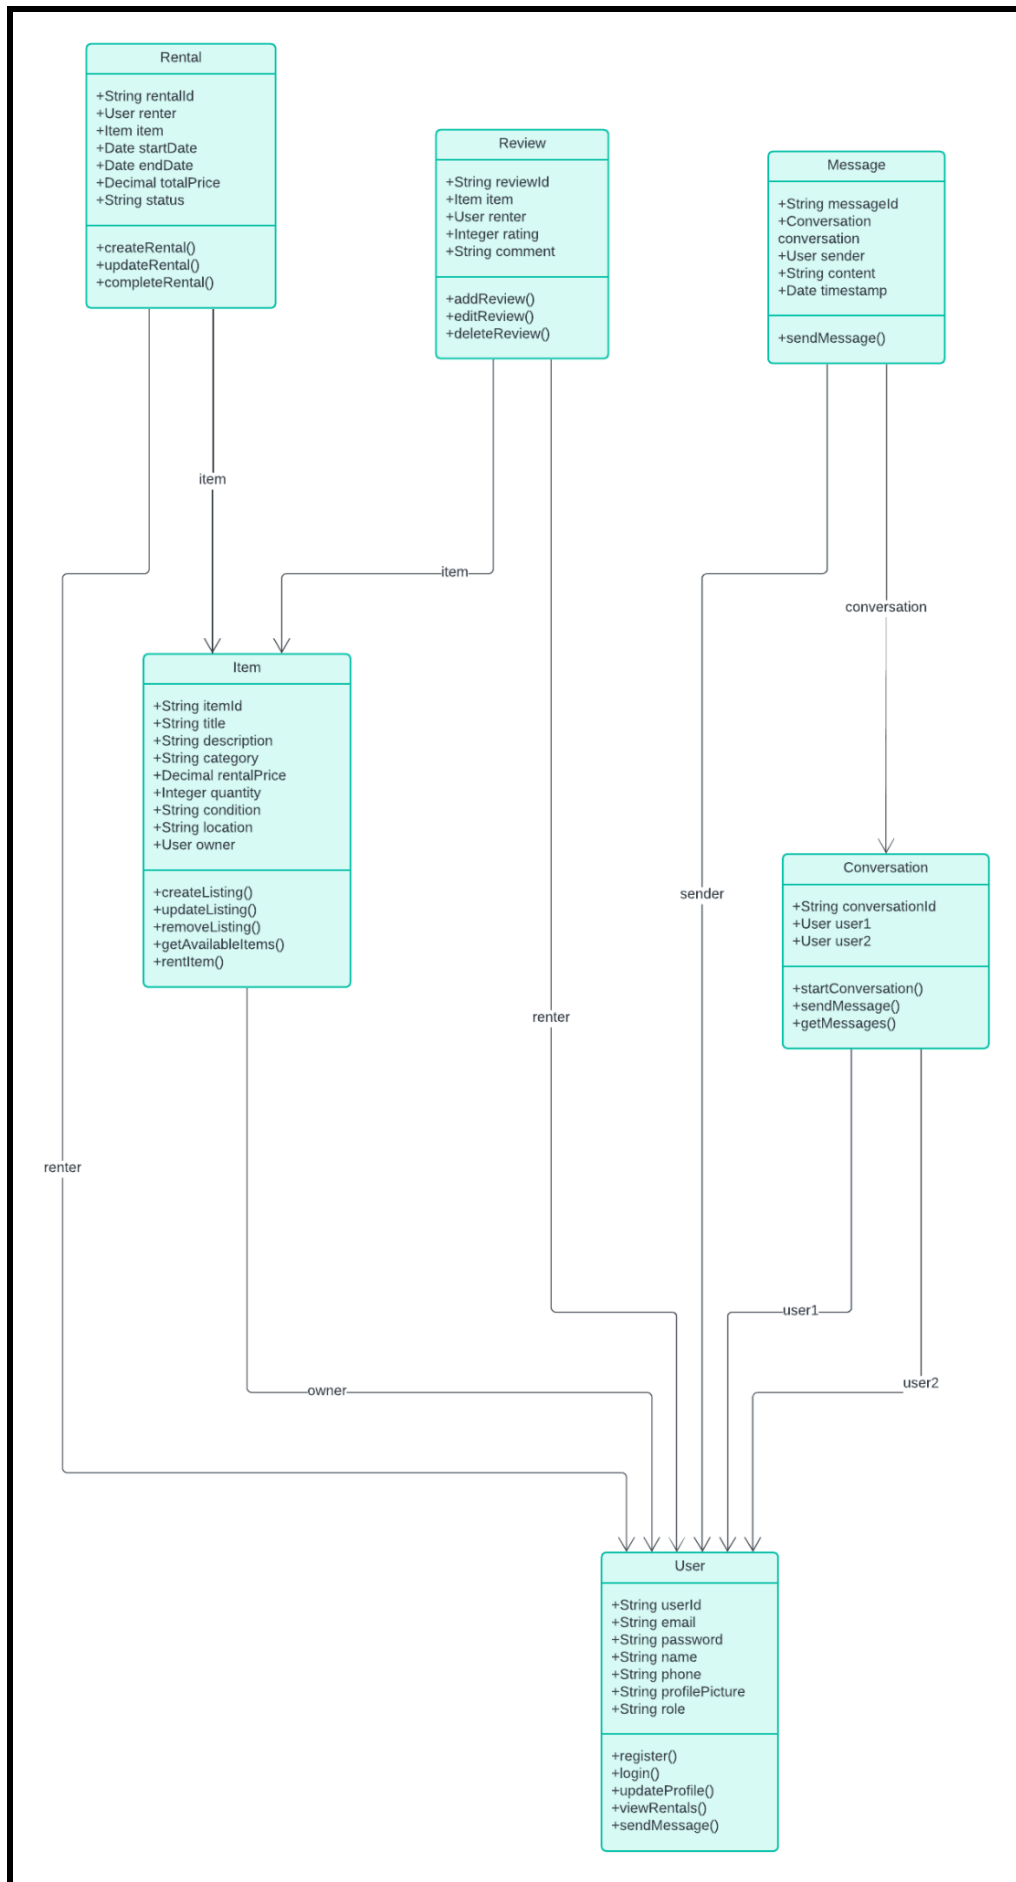 Rental
+String rentalId
+User renter
+Item item
+Date startDate
+Date endDate
+Decimal totalPrice
+String status
+createRental()
+updateRental()
+completeRental()
Review
+String reviewId
+Item item
+User renter
+Integer rating
+String comment
+addReview()
+editReview()
+deleteReview()
Message
+String messageId
+Conversation
conversation
+User sender
+String content
+Date timestamp
+sendMessage()
item
item
conversation
Item
+String itemId
+String title
+String description
+String category
+Decimal rentalPrice
+Integer quantity
+String condition
+String location
+User owner
+createListing()
+updateListing()
+removeListing()
+getAvailableItems()
+rentItem()
sender
Conversation
+String conversationId
+User user1
+User user2
+startConversation()
+sendMessage()
+getMessages()
renter
renter
user1
user2
owner
User
+String userId
+String email
+String password
+String name
+String phone
+String profilePicture
+String role
+register()
+login()
+updateProfile()
+viewRentals()
+sendMessage()